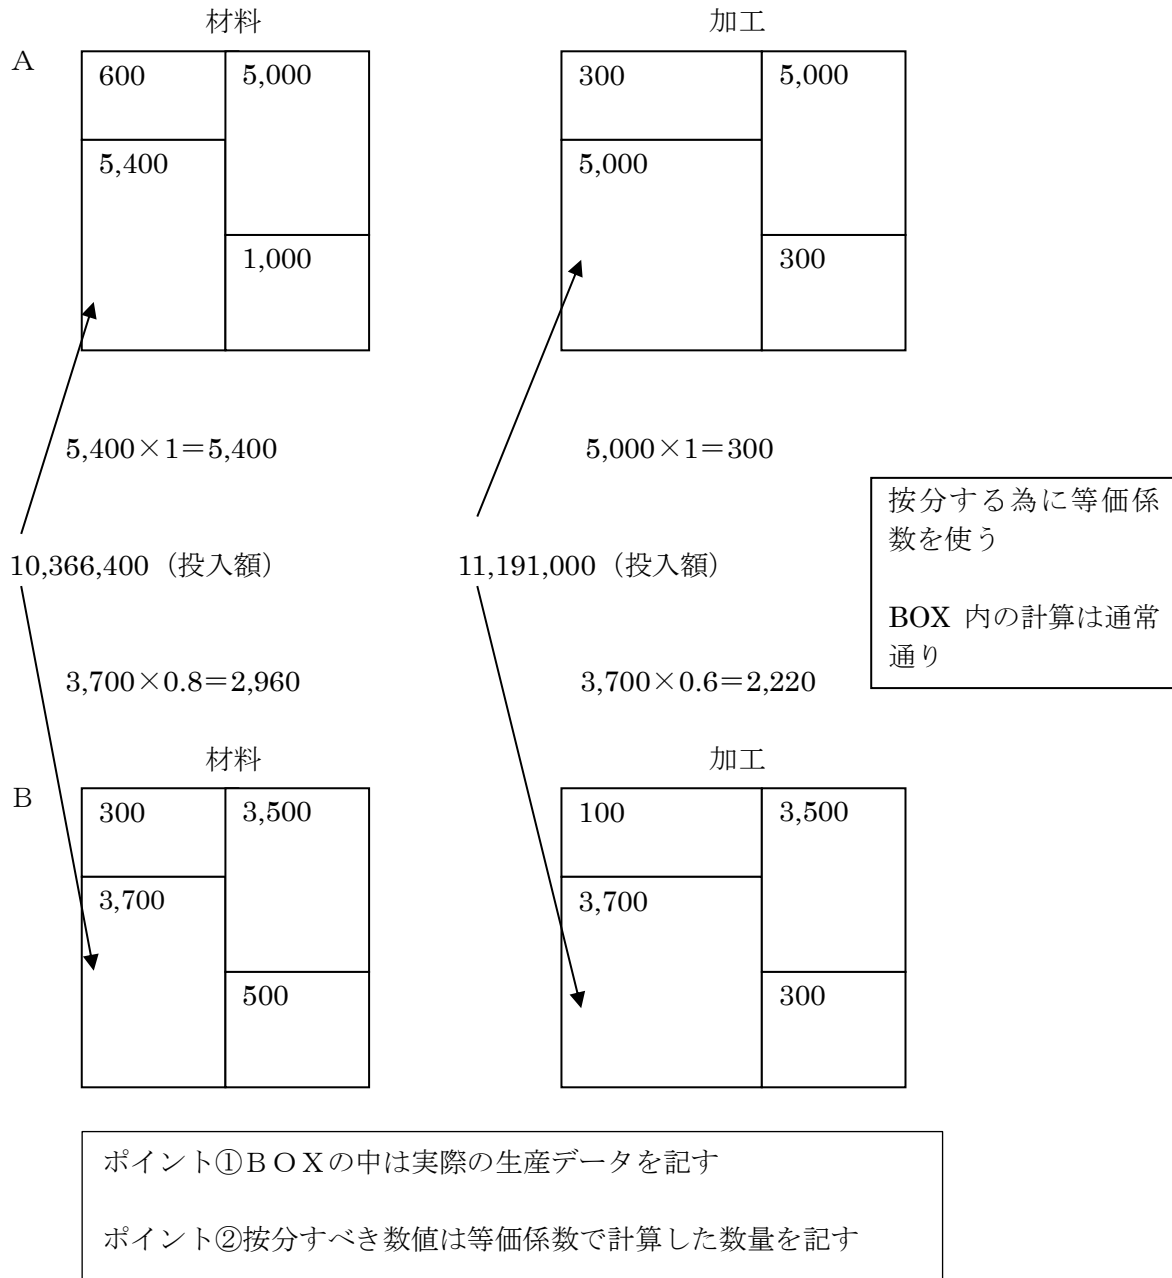 材料
加工
A
600
5,000
300
5,000
5,400
5,000
1,000
300
5,400×1＝5,400
5,000×1＝300
按分する為に等価係
数を使う
10,366,400（投入額）
11,191,000（投入額）
BOX 内の計算は通常
通り
3,700×0.8＝2,960
3,700×0.6＝2,220
材料
加工
B
300
3,500
100
3,500
3,700
3,700
500
300
ポイント①ＢＯＸの中は実際の生産データを記す
ポイント②按分すべき数値は等価係数で計算した数量を記す